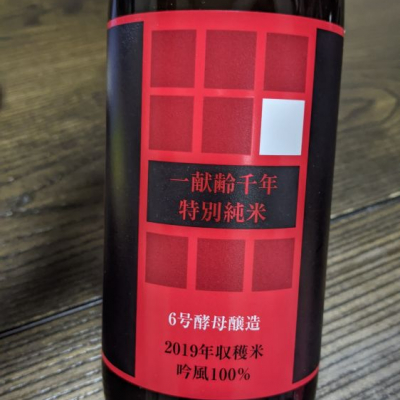 一献齢千年
特別純米
6号酵母醸造
2019年収穫米
吟風100%